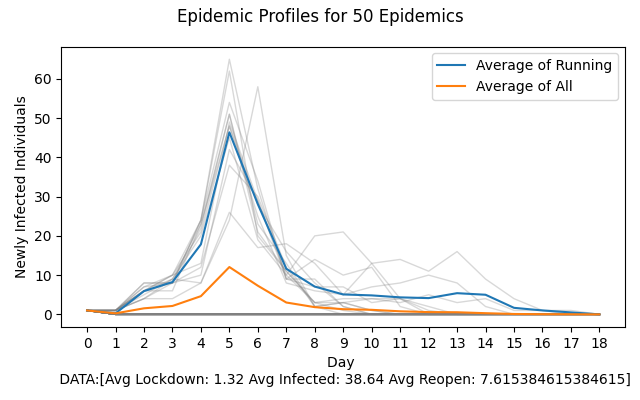 Epidemic Profiles for 50 Epidemics
Average of Running
Average of All
Newly Infected Individuals
60
50
40
30
20
10
0
0 1 2 3 4 5 6 7 8 9 10 11 12 13 14 15 16 17 18
Day
DATA:[Avg Lockdown: 1.32 Avg Infected: 38.64 Avg Reopen: 7.615384615384615]